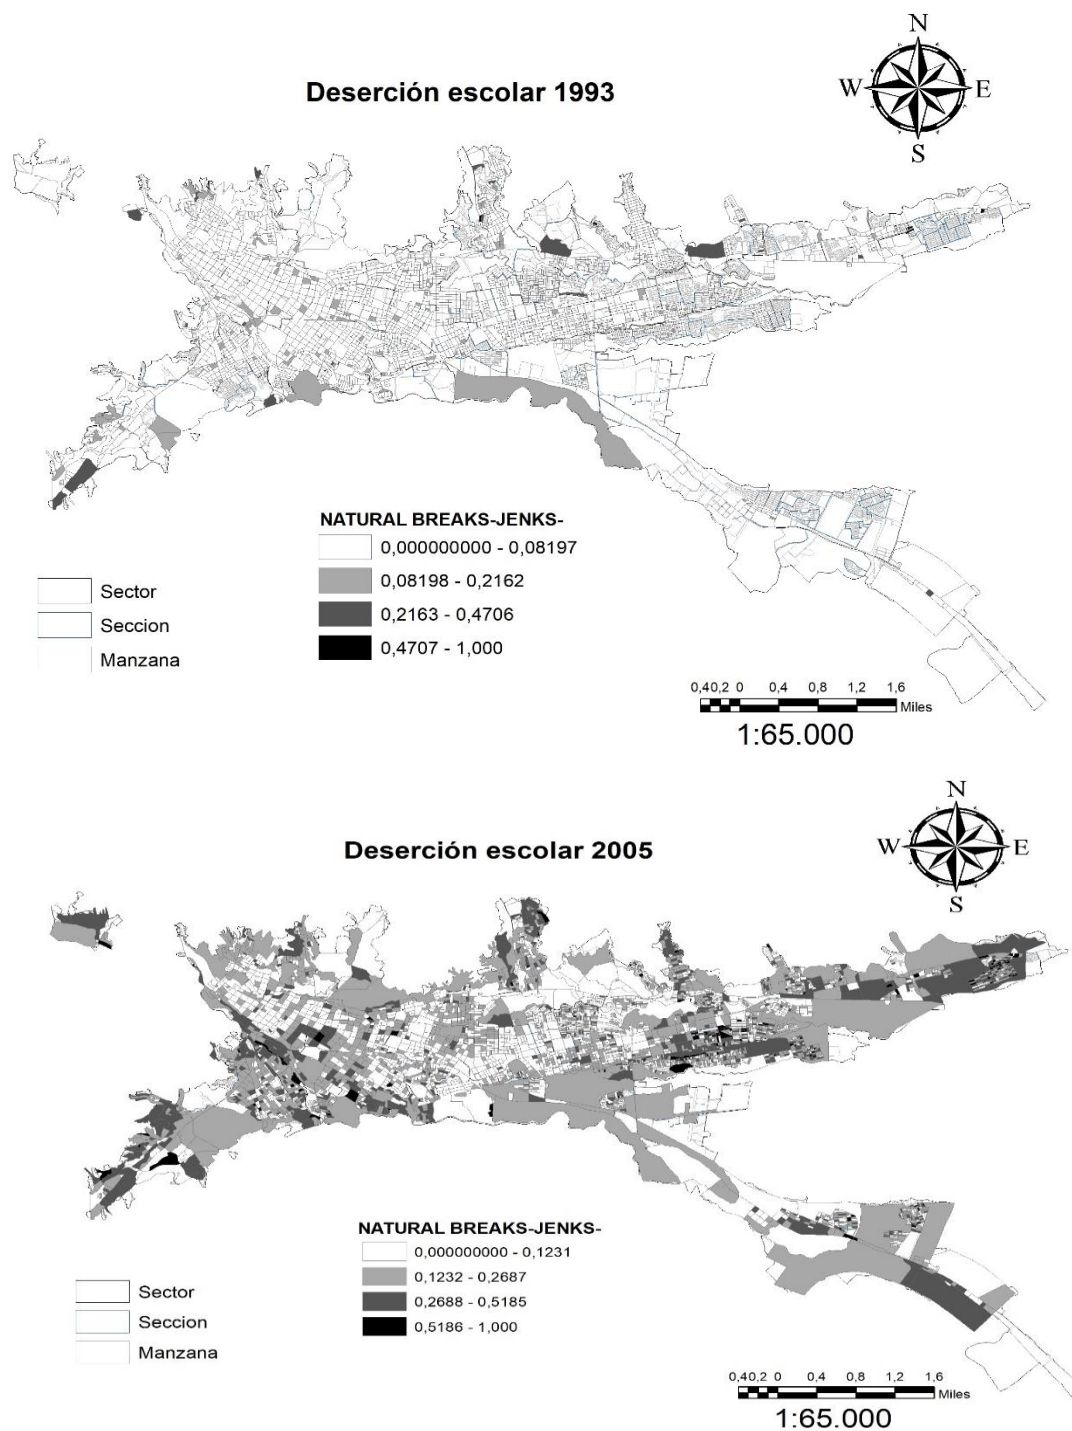 N
Deserción escolar 1993
W E
S
NATURAL BREAKS-JENKS-
0,000000000 - 0,08197
0,08198 - 0,2162
0,2163 - 0,4706
0,4707 - 1,000
Sector
Seccion
Manzana
0,40,2 0 0,4 0,8 1,2 1,6
Miles
1:65.000
N
Deserción escolar 2005
W E
S
NATURAL BREAKS-JENKS-
0,000000000 - 0,1231
0,1232 - 0,2687
0,2688 - 0,5185
0,5186 - 1,000
Sector
Seccion
Manzana
0,40,2 0 0,4 0,8 1,2 1,6
Miles
1:65.000